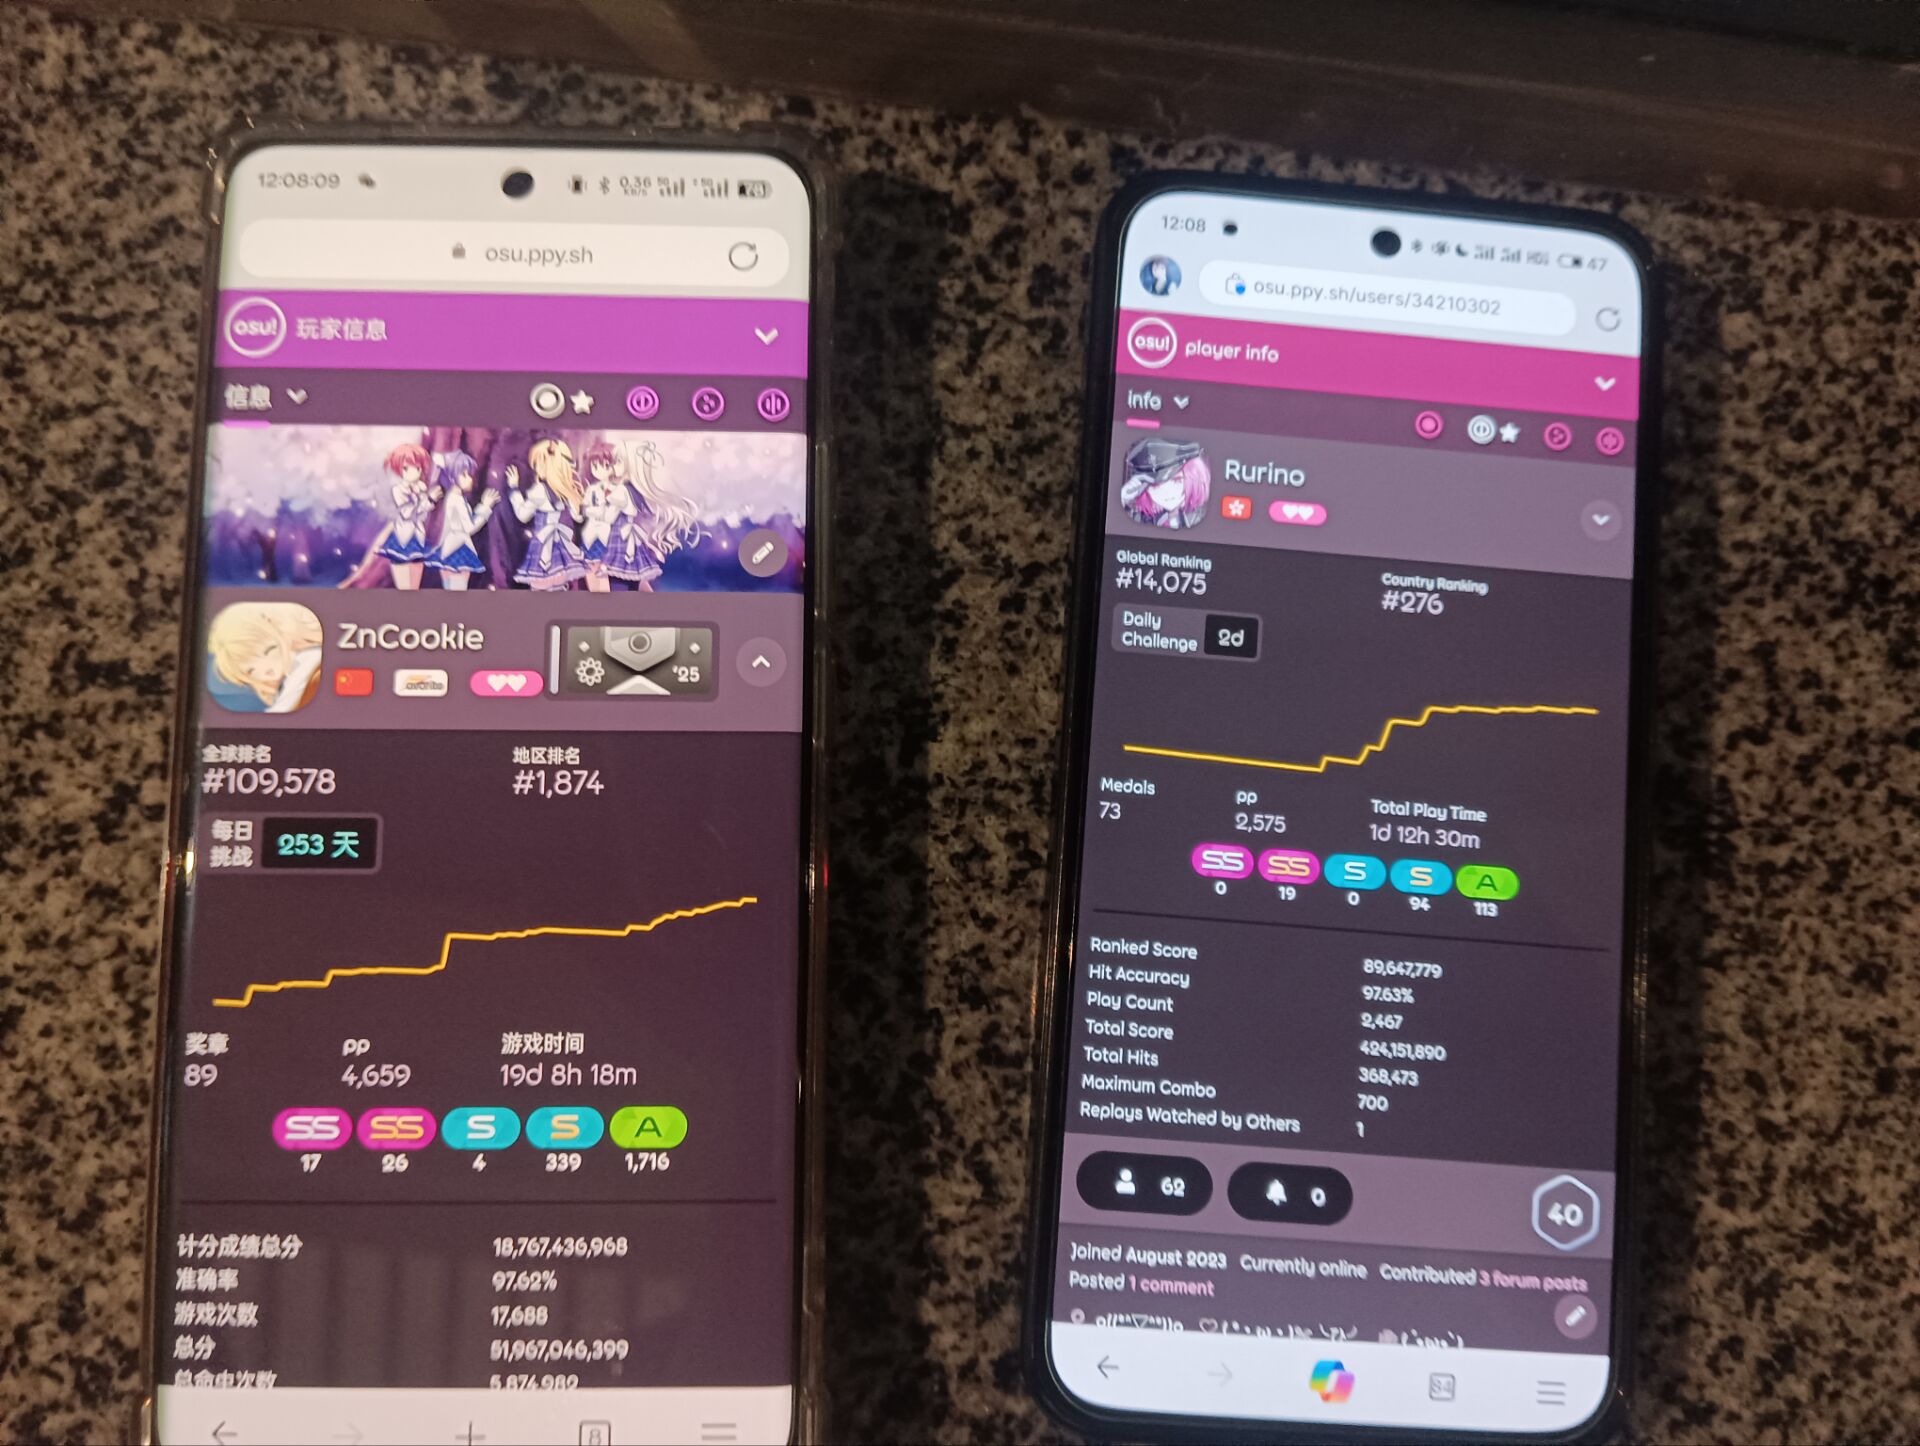 12:08:09
0.36
KB/S
5G
5G
osu.ppy.sh
osu!
玩家信息
信息
ZnCookie
'25
全球排名
#109,578
地区排名
#1,874
每日
挑战
253 天
奖章
89
pp
4,659
游戏时间
19d 8h 18m
SS
SS
S
S
A
17
26
4
339
1,716
计分成绩总分
18,767,436,968
准确率
97.62%
游戏次数
17,688
总分
51,967,046,399
总命中次数
5,874,982
8
12:08
47
osu.ppy.sh/users/34210302
osu!
player info
info
Rurino
Global Ranking
#14,075
Country Ranking
#276
Daily
Challenge
2d
Medals
73
pp
2,575
Total Play Time
1d 12h 30m
SS
SS
S
S
A
0
19
0
94
113
Ranked Score
89,647,779
Hit Accuracy
97.63%
Play Count
2,467
Total Score
424,151,890
Total Hits
368,473
Maximum Combo
700
Replays Watched by Others
1
62
0
40
Joined August 2023
Currently online
Contributed 3 forum posts
Posted 1 comment